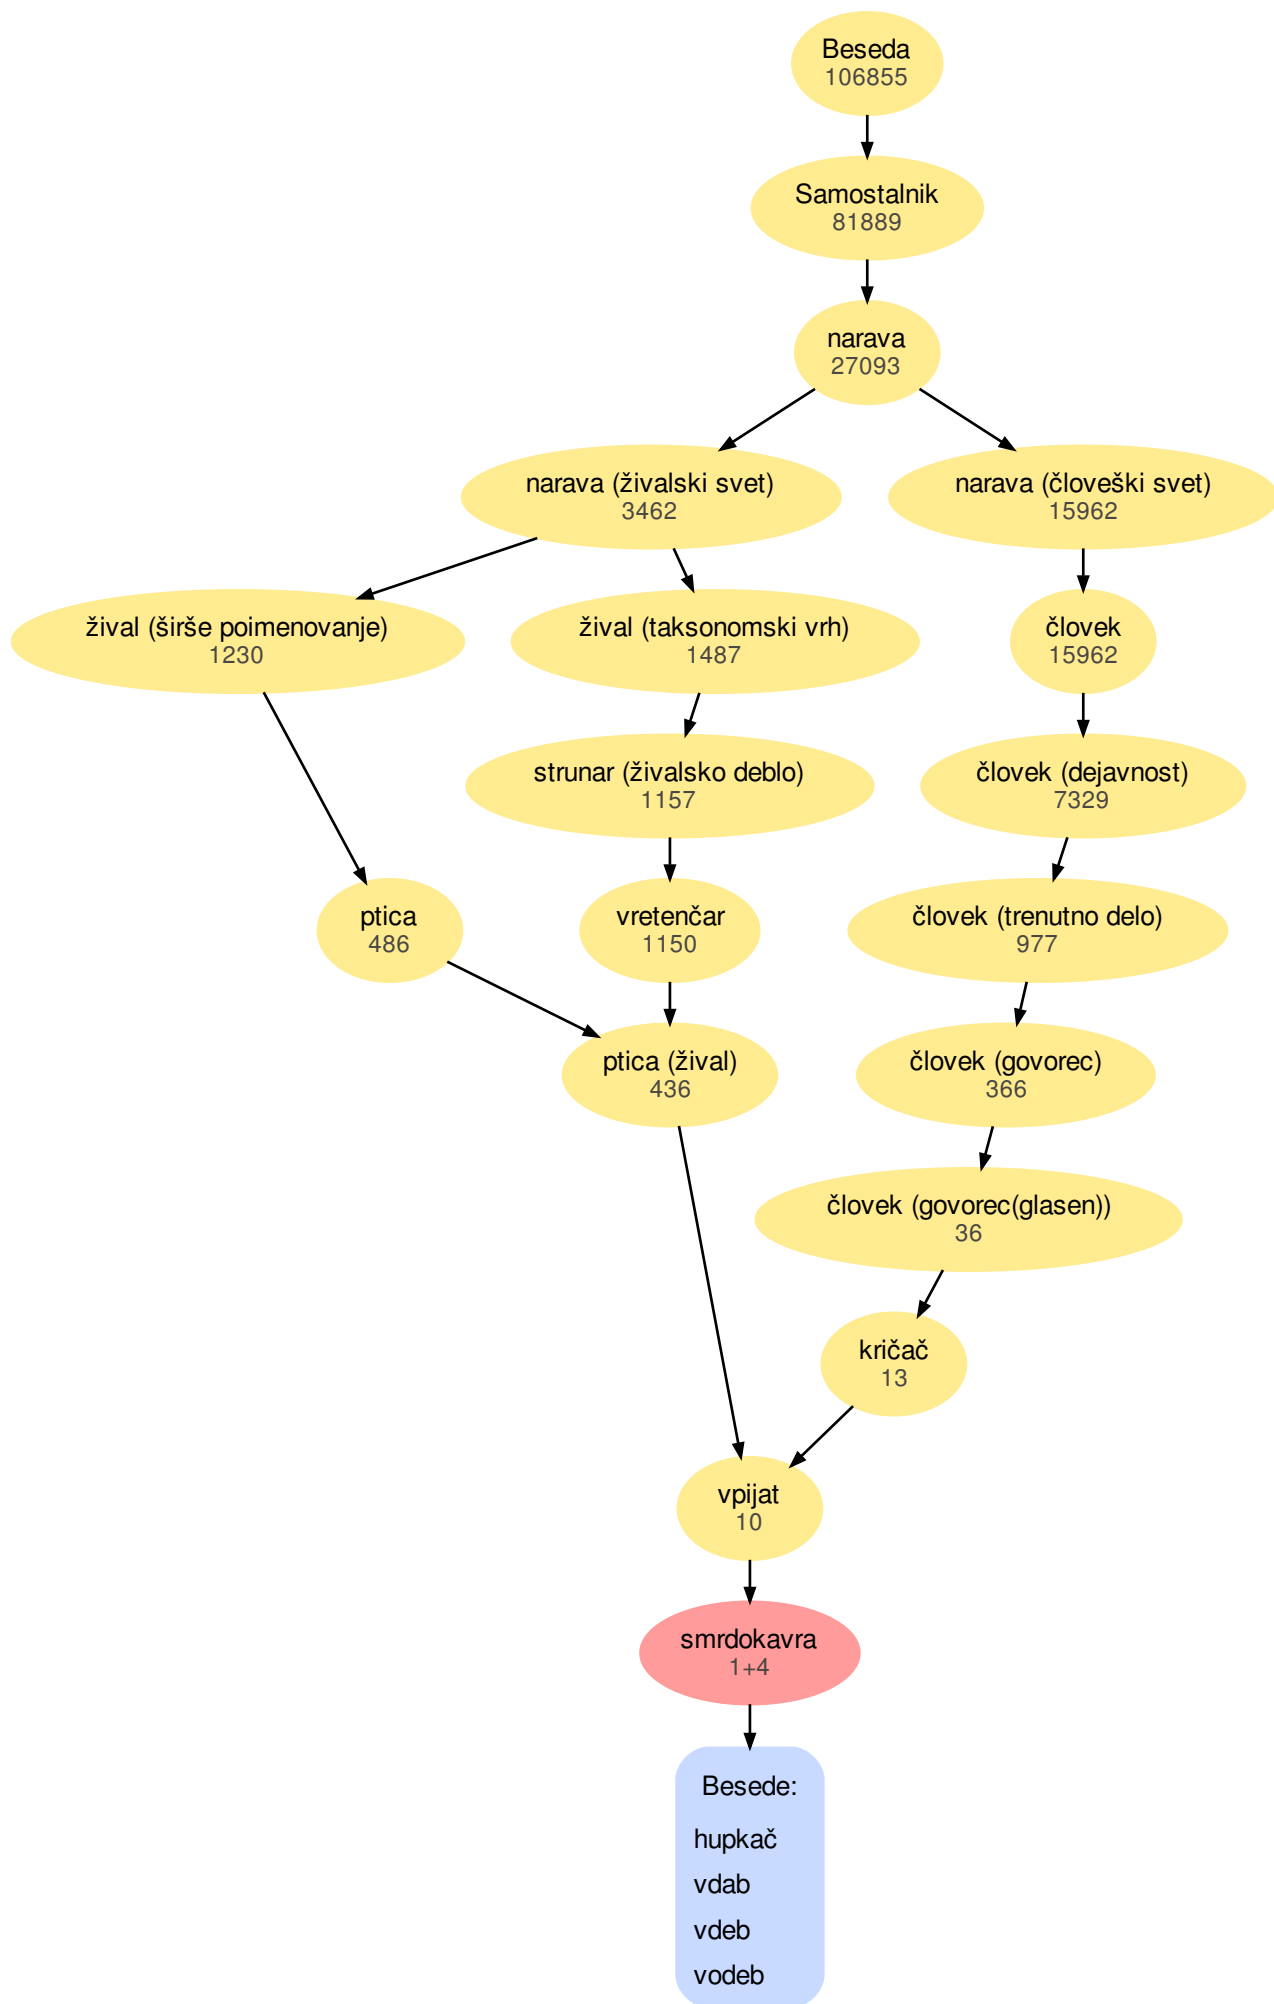 Beseda
106855
Samostalnik
81889
narava
27093
narava (živalski svet)
3462
narava (človeški svet)
15962
žival (širše poimenovanje)
1230
žival (taksonomski vrh)
1487
človek
15962
strunar (živalsko deblo)
1157
človek (dejavnost)
7329
ptica
486
vretenčar
1150
človek (trenutno delo)
977
ptica (žival)
436
človek (govorec)
366
človek (govorec(glasen))
36
kričač
13
vpijat
10
smrdokavra
1+4
Besede:
hupkač
vdab
vdeb
vodeb